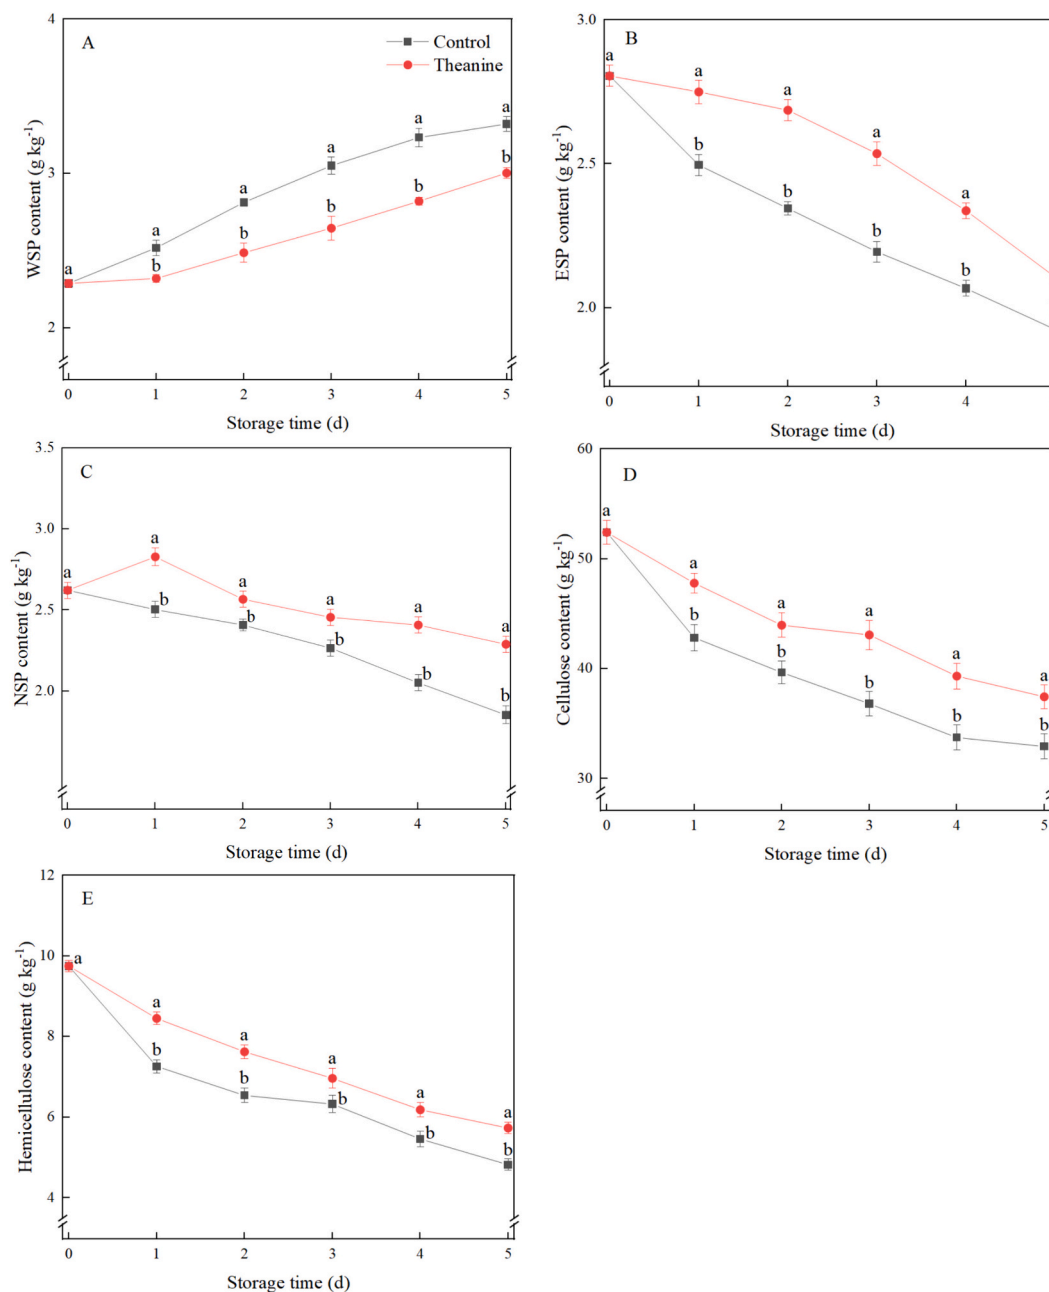 A
Control
Theanine
WSP content (g kg⁻¹)
4
3
2
a
a
b
a
b
a
b
a
b
a
b
0 1 2 3 4 5
Storage time (d)
B
ESP content (g kg⁻¹)
3.0
2.5
2.0
a
a
b
a
b
a
b
a
b
0 1 2 3 4
Storage time (d)
C
NSP content (g kg⁻¹)
3.5
3.0
2.5
2.0
a
a
b
a
b
a
b
a
b
a
b
0 1 2 3 4 5
Storage time (d)
D
Cellulose content (g kg⁻¹)
60
50
40
30
a
a
b
a
b
a
b
a
b
a
b
0 1 2 3 4 5
Storage time (d)
E
Hemicellulose content (g kg⁻¹)
12
10
8
6
4
a
a
b
a
b
a
b
a
b
a
b
0 1 2 3 4 5
Storage time (d)